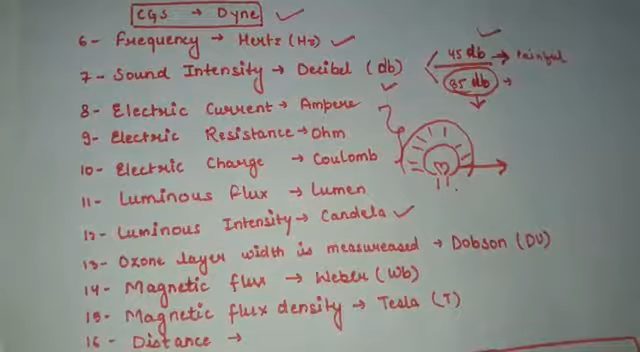 CGS → Dyne
6- Frequency → Hertz (Hz)
7- Sound Intensity → Decibel (db)
45 db → Painful
85 db →
8- Electric Current → Ampere
9- Electric Resistance → Ohm
10- Electric Charge → Coulomb
11- Luminous flux → Lumen
12- Luminous Intensity → Candela
13- Ozone layer width is measureaed → Dobson (DU)
14- Magnetic flux → Weber (Wb)
15- Magnetic flux density → Tesla (T)
16- Distance →